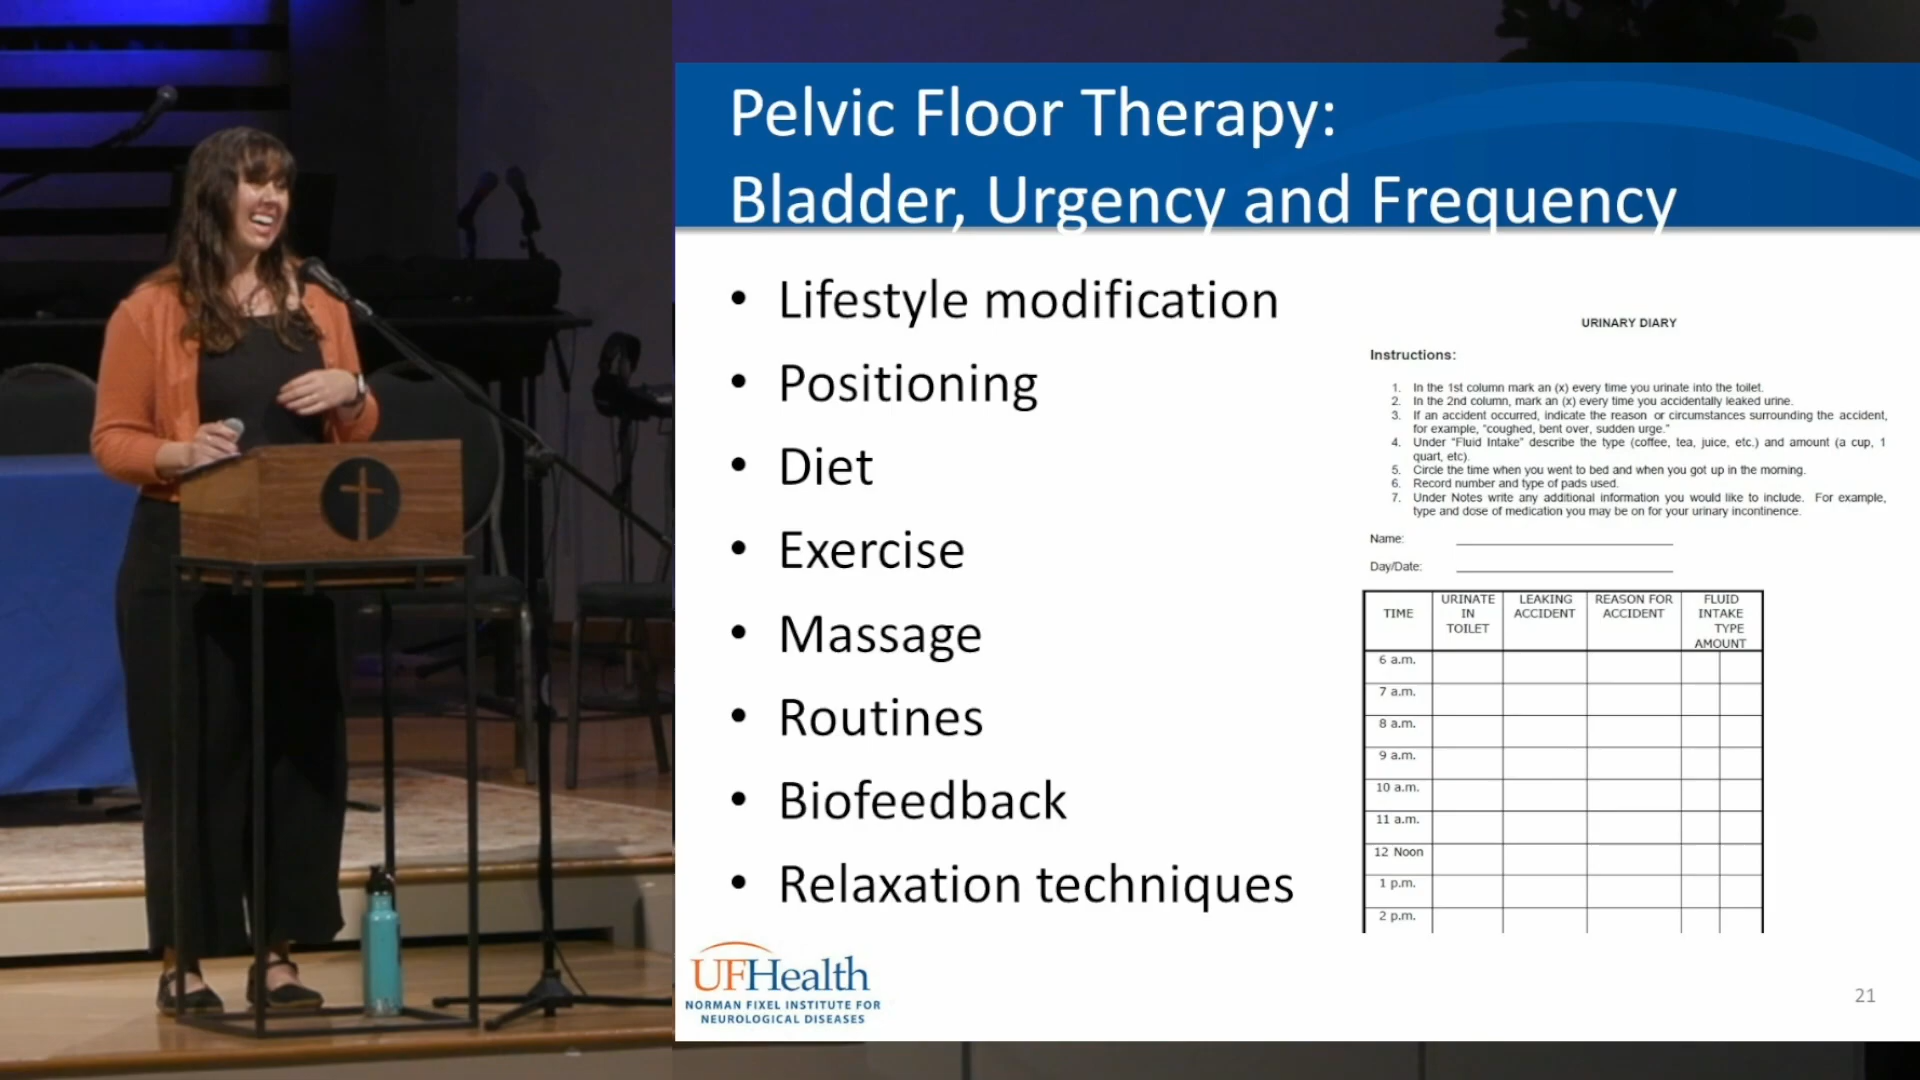 Pelvic Floor Therapy:
Bladder, Urgency and Frequency
• Lifestyle modification
• Positioning
• Diet
• Exercise
• Massage
• Routines
• Biofeedback
• Relaxation techniques
URINARY DIARY
Instructions:
1. In the 1st column mark an (x) every time you urinate into the toilet.
2. In the 2nd column, mark an (x) every time you accidentally leaked urine.
3. If an accident occurred, indicate the reason or circumstances surrounding the accident,
for example, "coughed, bent over, sudden urge."
4. Under "Fluid Intake" describe the type (coffee, tea, juice, etc.) and amount (a cup, 1
quart, etc).
5. Circle the time when you went to bed and when you got up in the morning.
6. Record number and type of pads used.
7. Under Notes write any additional information you would like to include. For example,
type and dose of medication you may be on for your urinary incontinence.
Name:
Day/Date:
TIME
URINATE
IN
TOILET
LEAKING
ACCIDENT
REASON FOR
ACCIDENT
FLUID
INTAKE
TYPE
AMOUNT
6 a.m.
7 a.m.
8 a.m.
9 a.m.
10 a.m.
11 a.m.
12 Noon
1 p.m.
2 p.m.
UFHealth
NORMAN FIXEL INSTITUTE FOR
NEUROLOGICAL DISEASES
21